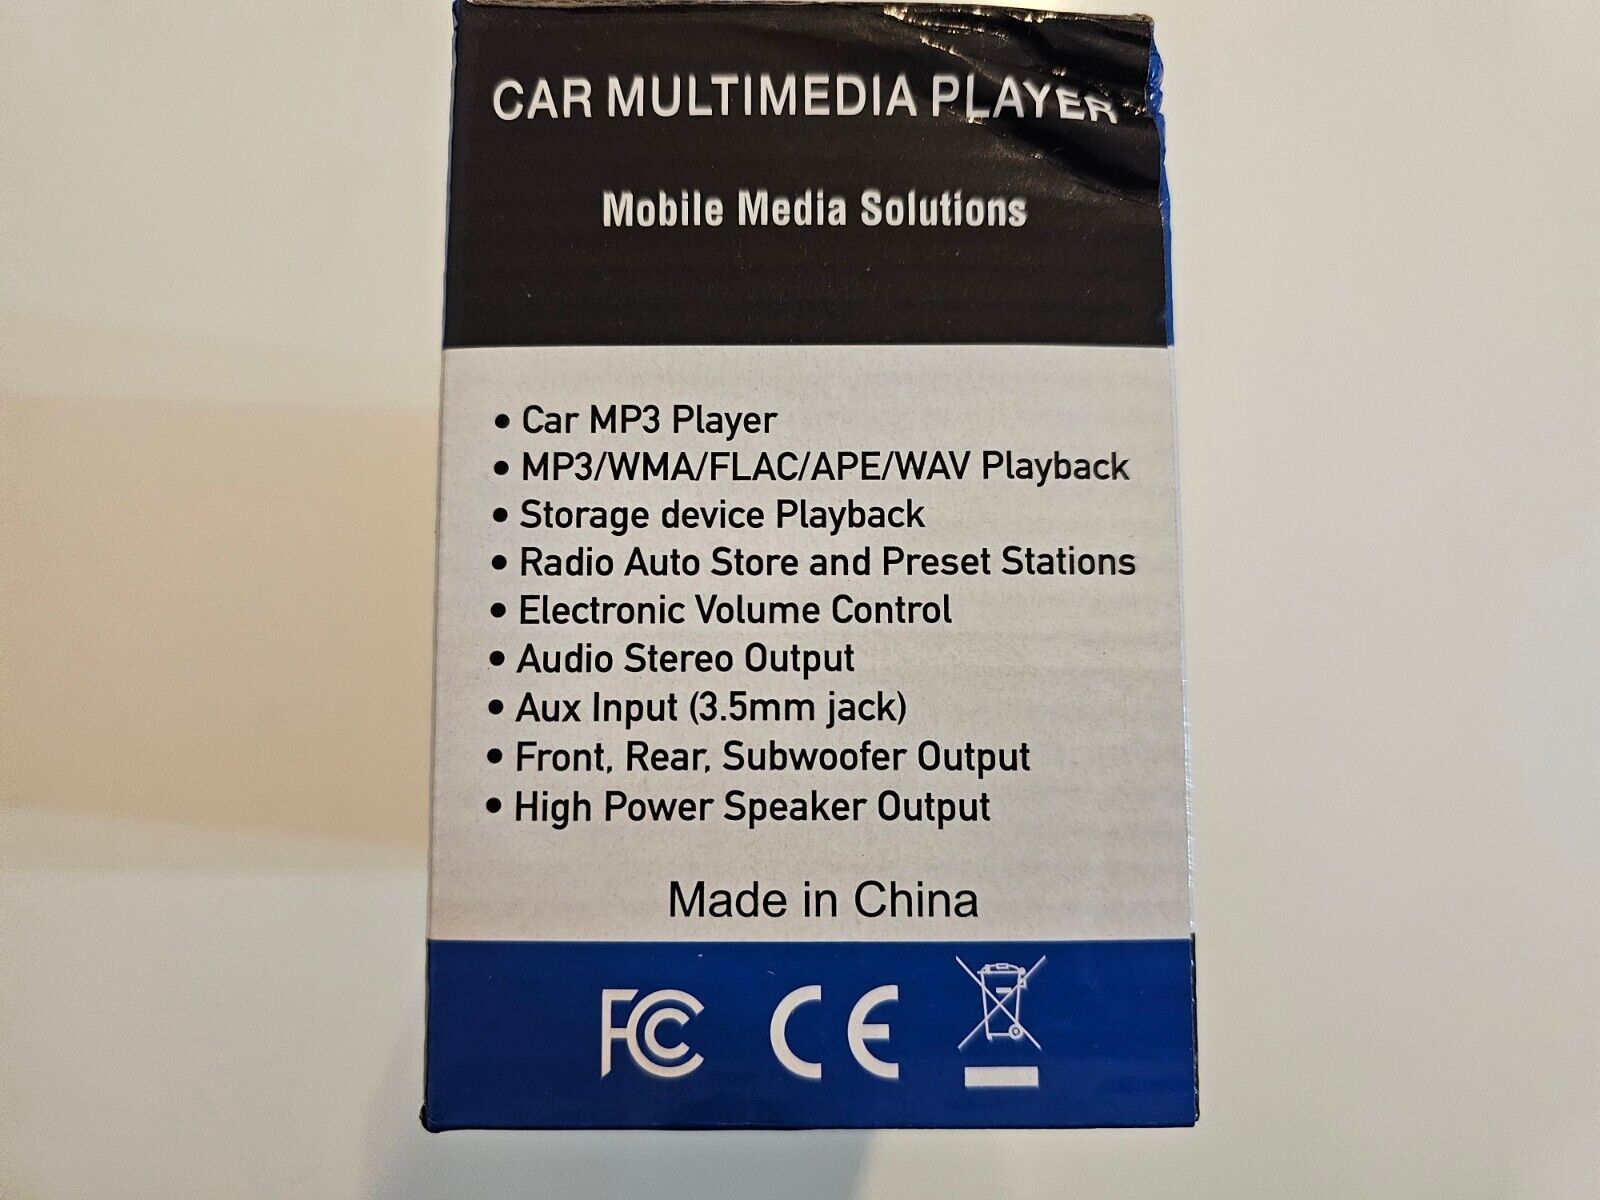 CAR MULTIMEDIA PLAYER
Mobile Media Solutions
• Car MP3 Player
• MP3/WMA/FLAC/APE/WAV Playback
• Storage device Playback
• Radio Auto Store and Preset Stations
• Electronic Volume Control
• Audio Stereo Output
• Aux Input (3.5mm jack)
• Front, Rear, Subwoofer Output
• High Power Speaker Output
Made in China
FC CE